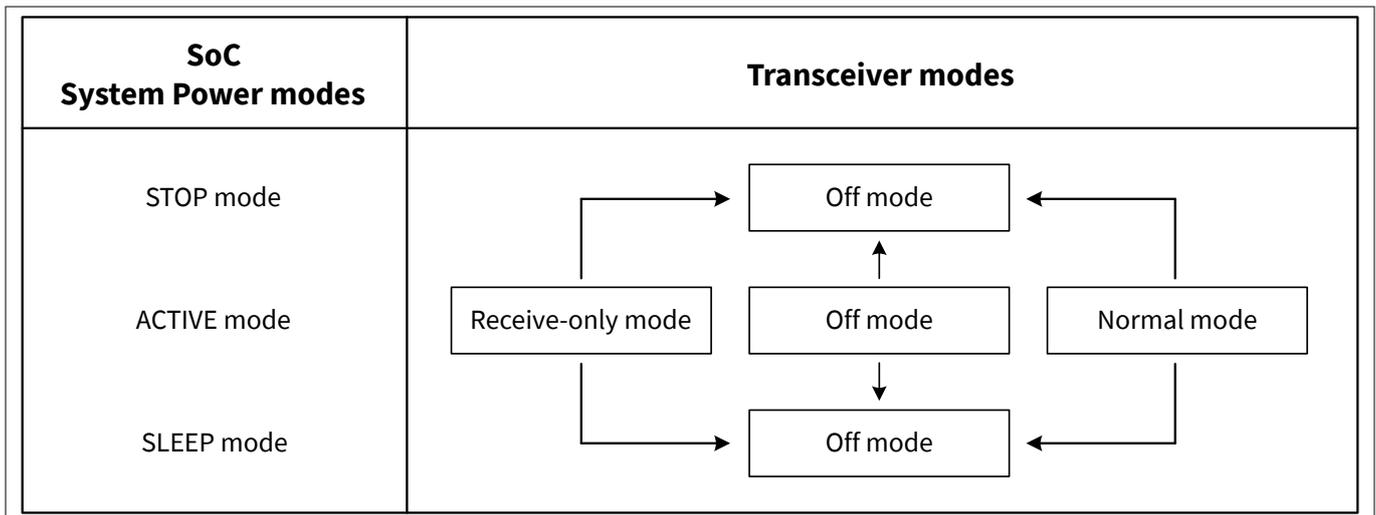 SoC
System Power modes
Transceiver modes
STOP mode
Off mode
ACTIVE mode
Receive-only mode
Off mode
Normal mode
SLEEP mode
Off mode